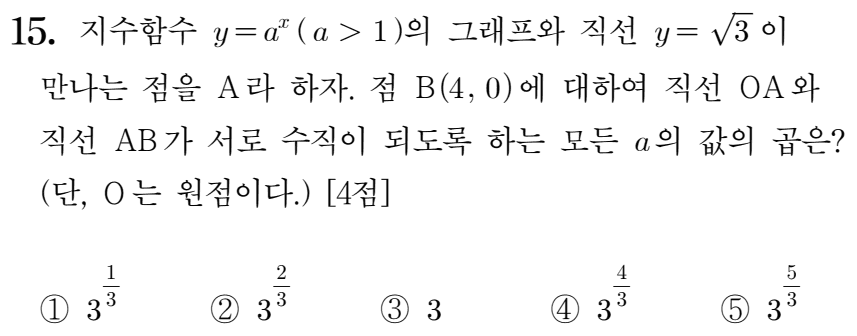 15. 지수함수 y=a^x (a > 1)의 그래프와 직선 y=√3 이
만나는 점을 A라 하자. 점 B(4, 0)에 대하여 직선 OA와
직선 AB가 서로 수직이 되도록 하는 모든 a의 값의 곱은?
(단, O는 원점이다.) [4점]
① 3^(1/3) ② 3^(2/3) ③ 3 ④ 3^(4/3) ⑤ 3^(5/3)